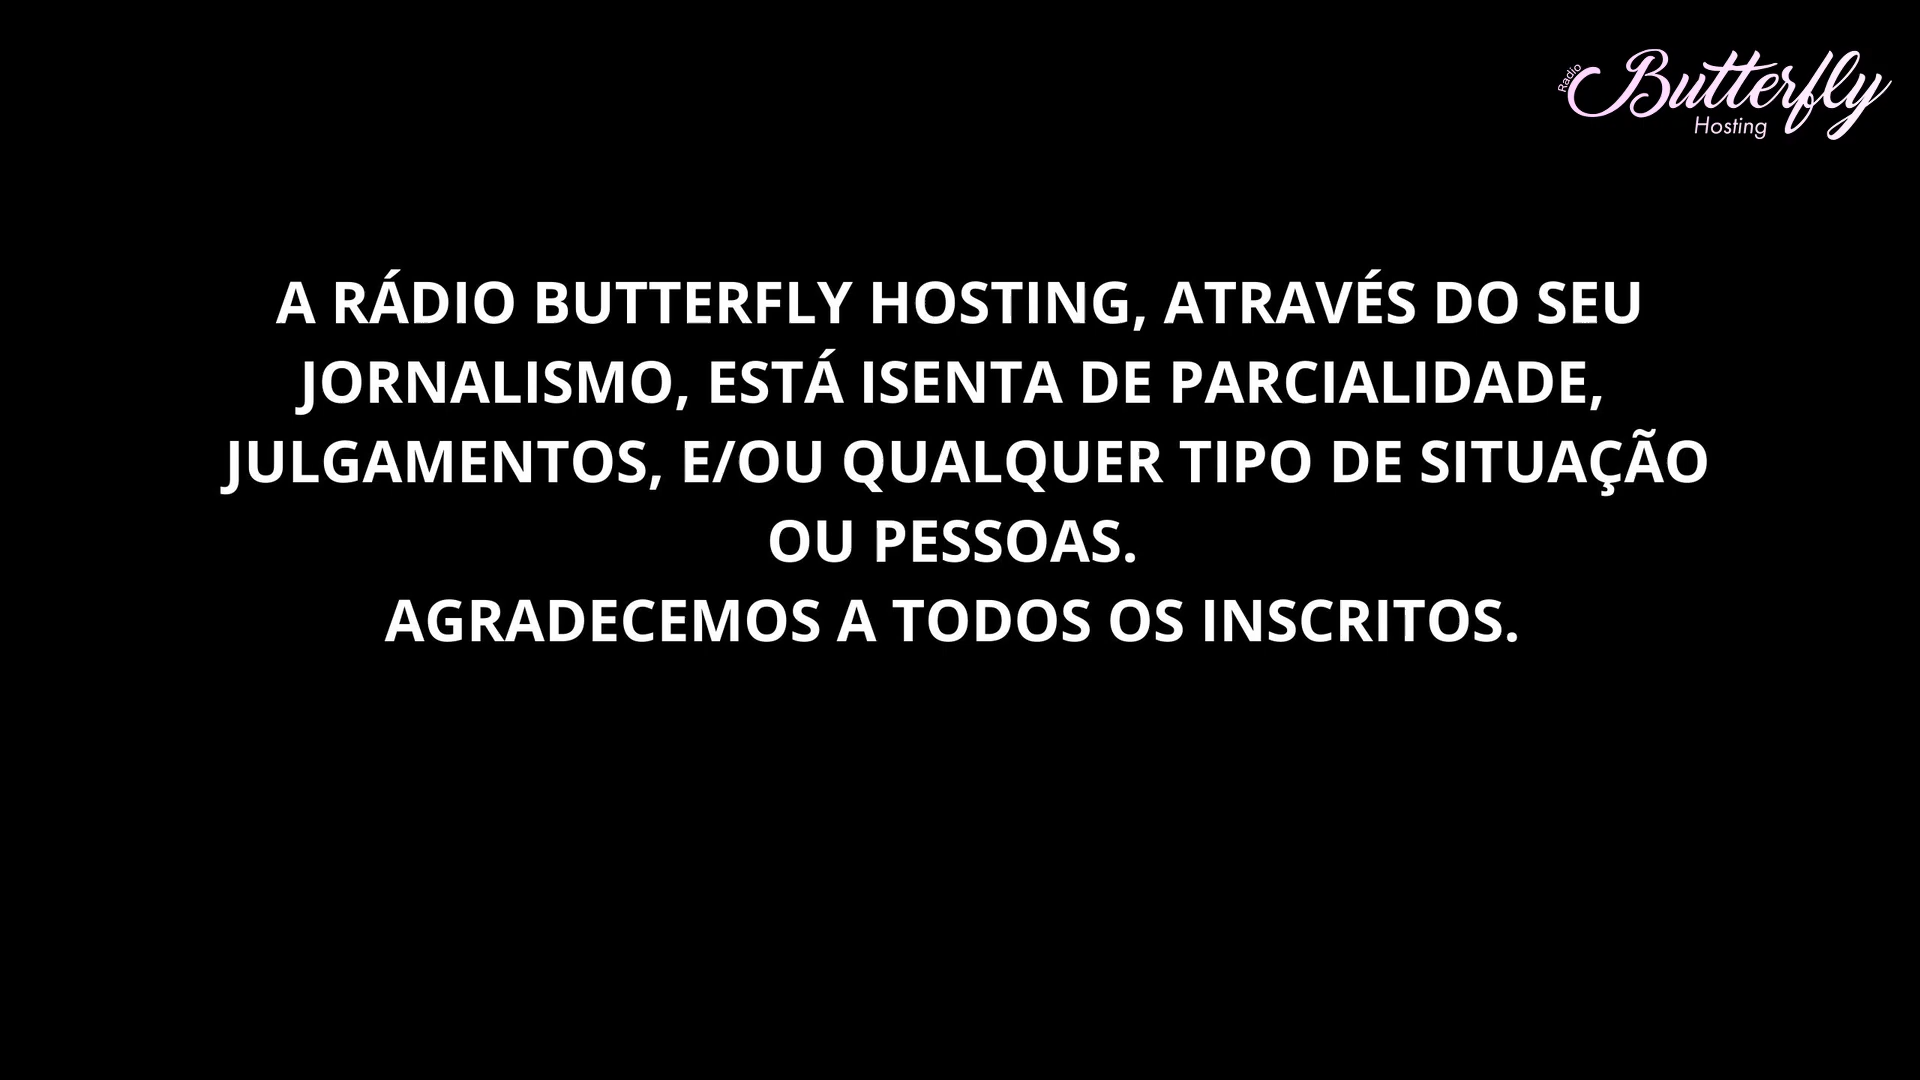 Radio
Butterfly
Hosting
A RÁDIO BUTTERFLY HOSTING, ATRAVÉS DO SEU
JORNALISMO, ESTÁ ISENTA DE PARCIALIDADE,
JULGAMENTOS, E/OU QUALQUER TIPO DE SITUAÇÃO
OU PESSOAS.
AGRADECEMOS A TODOS OS INSCRITOS.